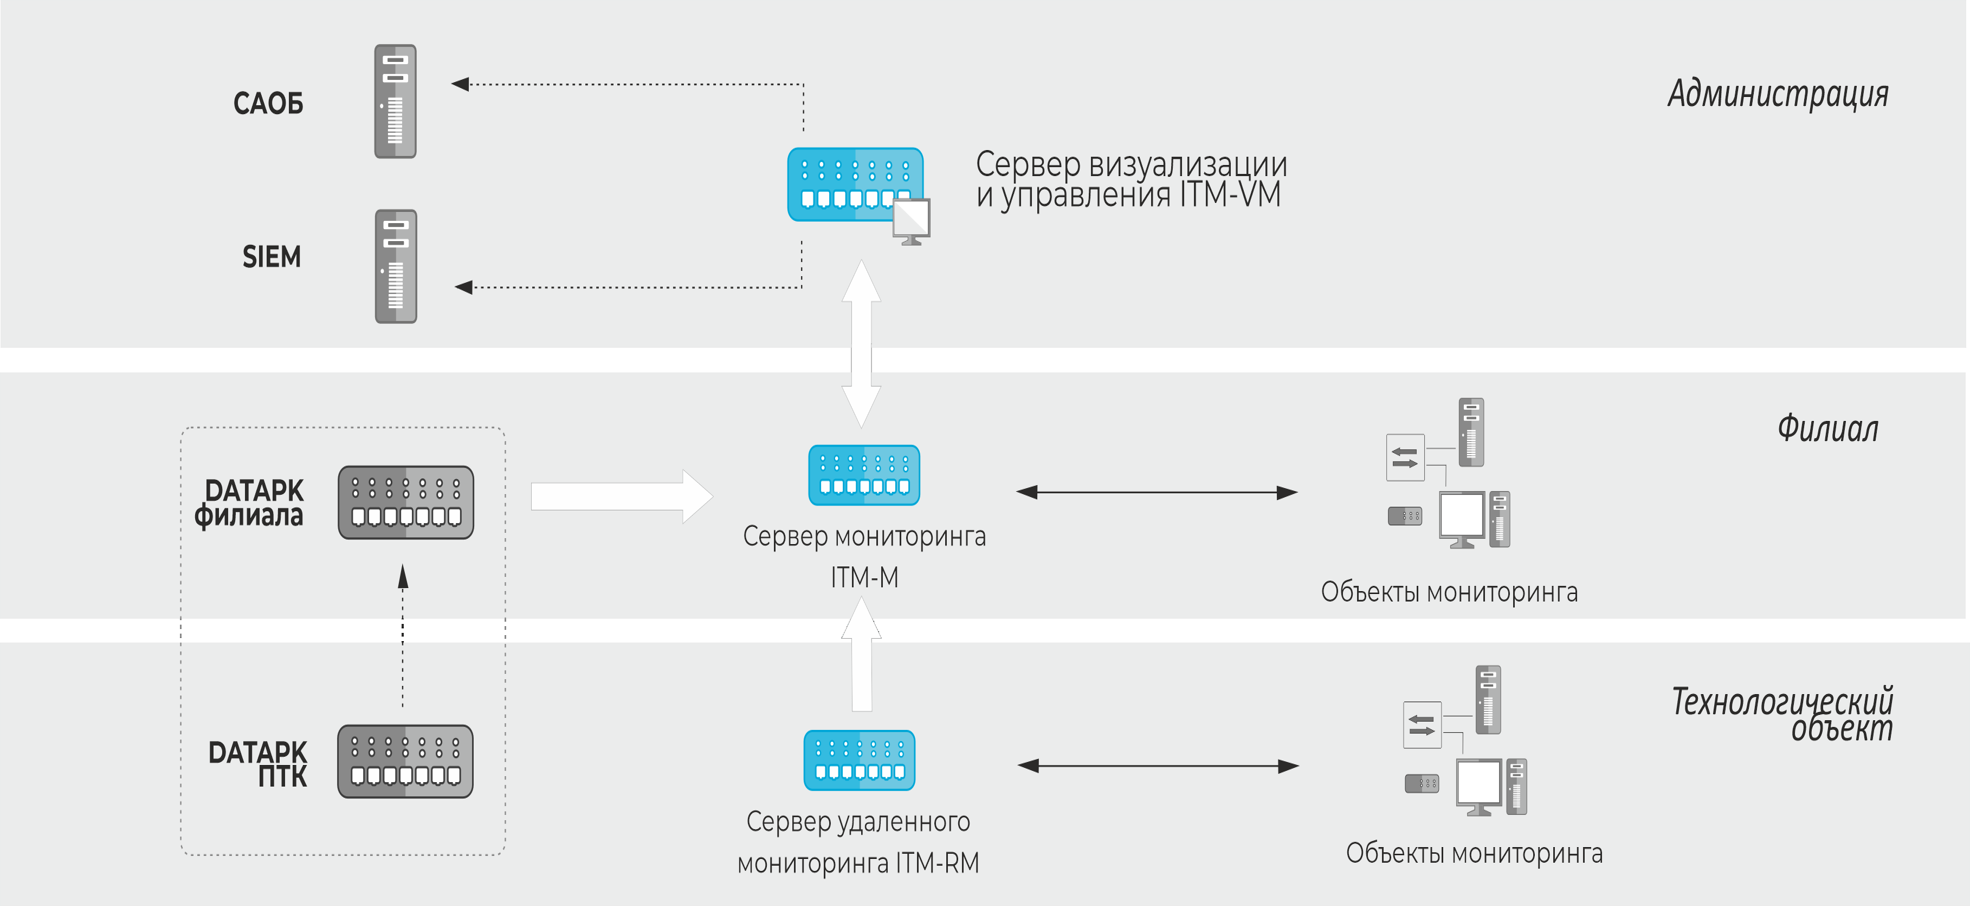 САОБ
Администрация
Сервер визуализации
и управления ITM-VM
SIEM
Филиал
DATAPK
филиала
Сервер мониторинга
ITM-M
Объекты мониторинга
Технологический
объект
DATAPK
ПТК
Сервер удаленного
мониторинга ITM-RM
Объекты мониторинга